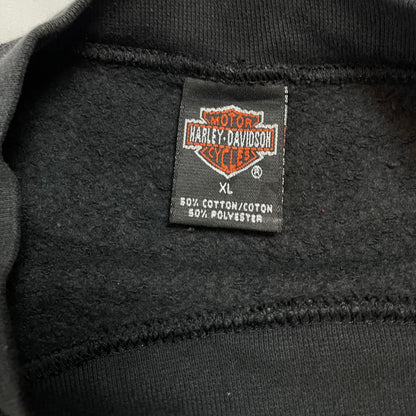 MOTOR
HARLEY-DAVIDSON
CYCLES
®
XL
50% COTTON/COTON
50% POLYESTER